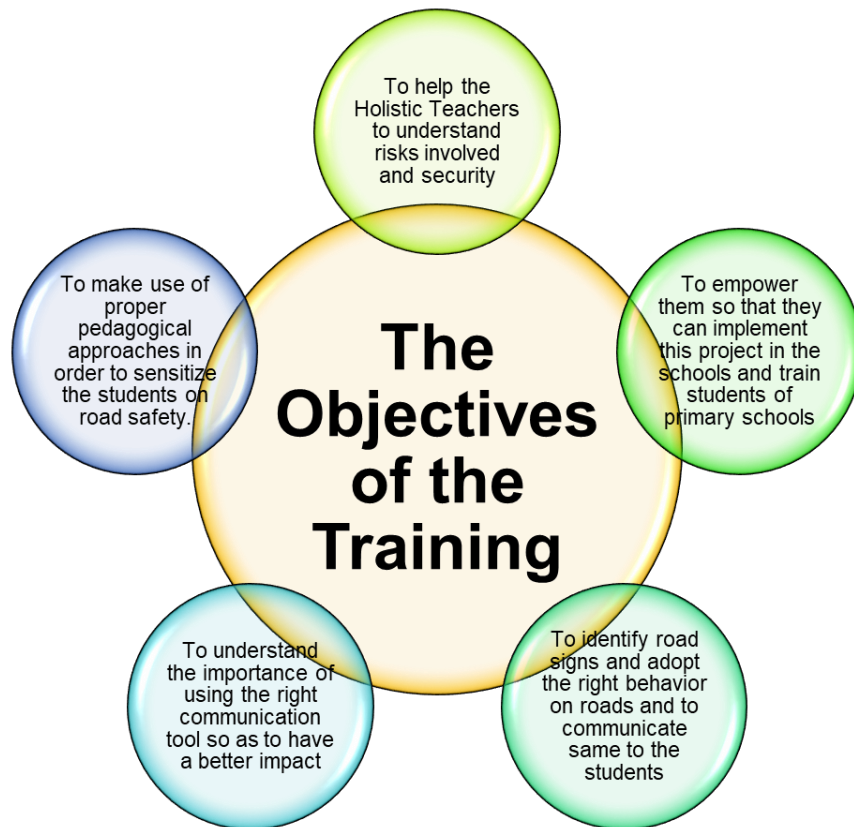 To help the
Holistic Teachers
to understand
risks involved
and security
To empower
them so that they
can implement
this project in the
schools and train
students of
primary schools
To identify road
signs and adopt
the right behavior
on roads and to
communicate
same to the
students
To understand
the importance of
using the right
communication
tool so as to have
a better impact
To make use of
proper
pedagogical
approaches in
order to sensitize
the students on
road safety.
The
Objectives
of the
Training